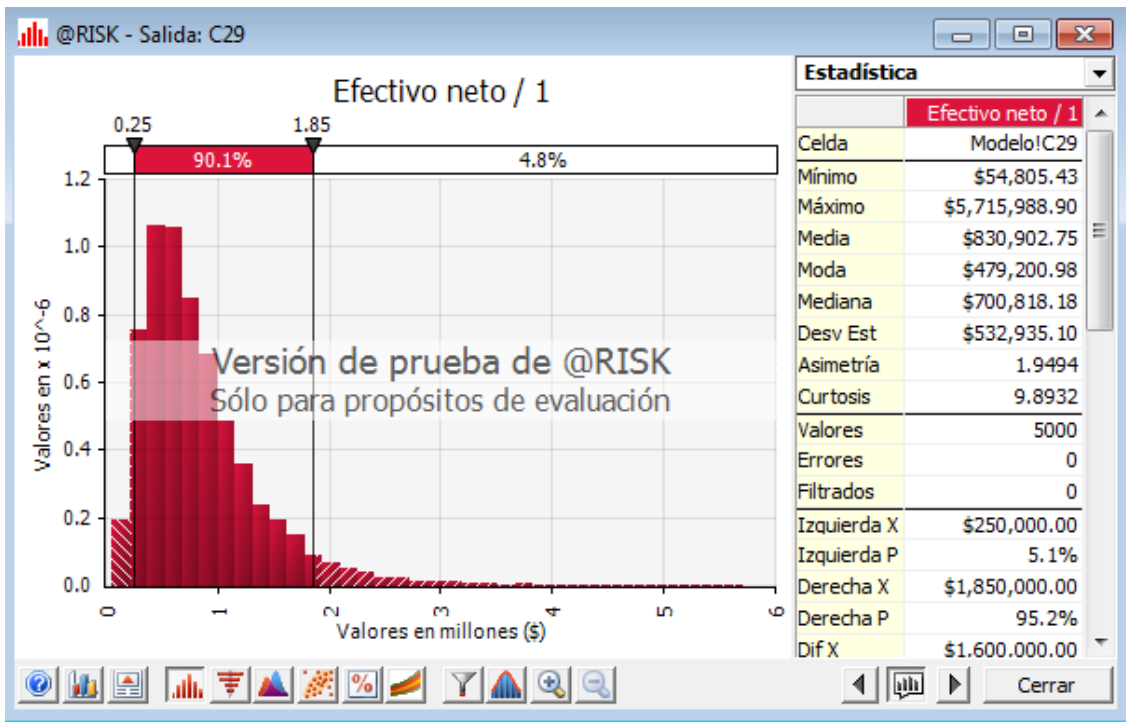 @RISK - Salida: C29
Efectivo neto / 1
0.25 1.85
90.1% 4.8%
1.2
1.0
0.8
0.6
0.4
0.2
0.0
Valores en x 10^-6
Versión de prueba de @RISK
Sólo para propósitos de evaluación
0 1 2 3 4 5 6
Valores en millones ($)
Estadística
Efectivo neto / 1
Celda Modelo!C29
Mínimo $54,805.43
Máximo $5,715,988.90
Media $830,902.75
Moda $479,200.98
Mediana $700,818.18
Desv Est $532,935.10
Asimetría 1.9494
Curtosis 9.8932
Valores 5000
Errores 0
Filtrados 0
Izquierda X $250,000.00
Izquierda P 5.1%
Derecha X $1,850,000.00
Derecha P 95.2%
Dif X $1.600.000.00
%
Cerrar